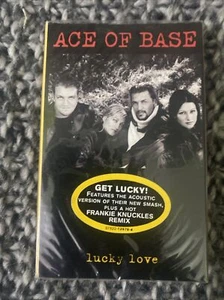 ACE OF BASE
GET LUCKY!
FEATURES THE ACOUSTIC
VERSION OF THEIR NEW SMASH,
PLUS A HOT
FRANKIE KNUCKLES
REMIX
lucky love